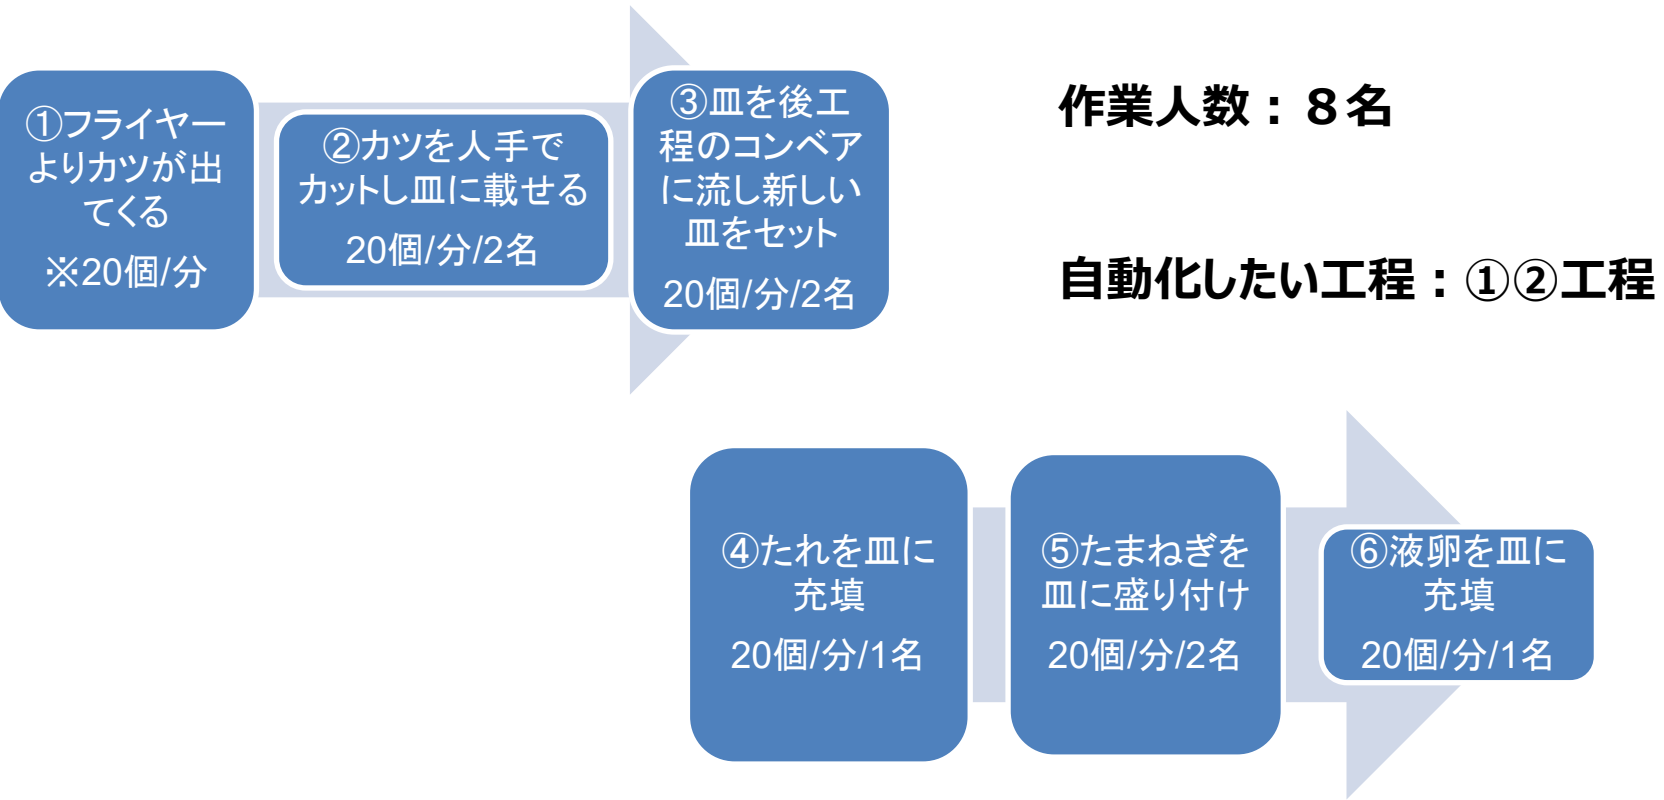 ①フライヤー
よりカツが出
てくる
※20個/分
②カツを人手で
カットし皿に載せる
20個/分/2名
③皿を後工
程のコンベア
に流し新しい
皿をセット
20個/分/2名
作業人数：８名
自動化したい工程：①②工程
④たれを皿に
充填
20個/分/1名
⑤たまねぎを
皿に盛り付け
20個/分/2名
⑥液卵を皿に
充填
20個/分/1名